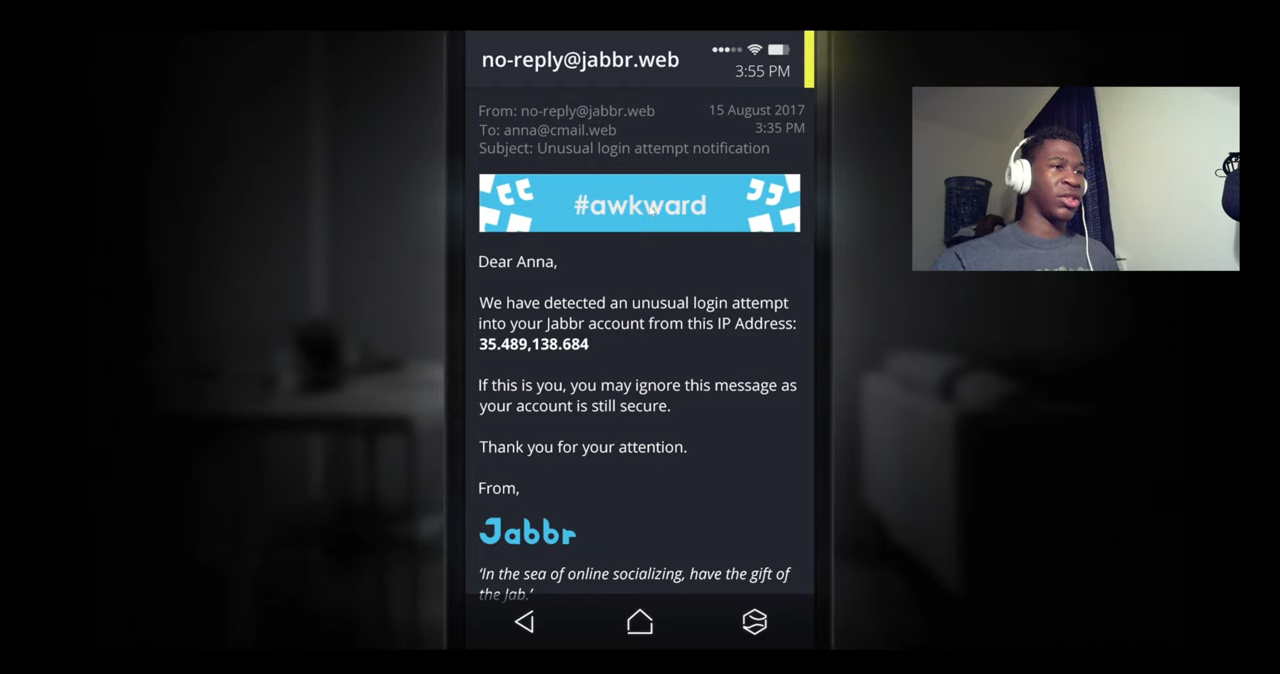 no-reply@jabbr.web
3:55 PM
From: no-reply@jabbr.web
15 August 2017
To: anna@cmail.web
3:35 PM
Subject: Unusual login attempt notification
#awkward
Dear Anna,
We have detected an unusual login attempt
into your Jabbr account from this IP Address:
35.489,138.684
If this is you, you may ignore this message as
your account is still secure.
Thank you for your attention.
From,
Jabbr
‘In the sea of online socializing, have the gift of
the Jab.’